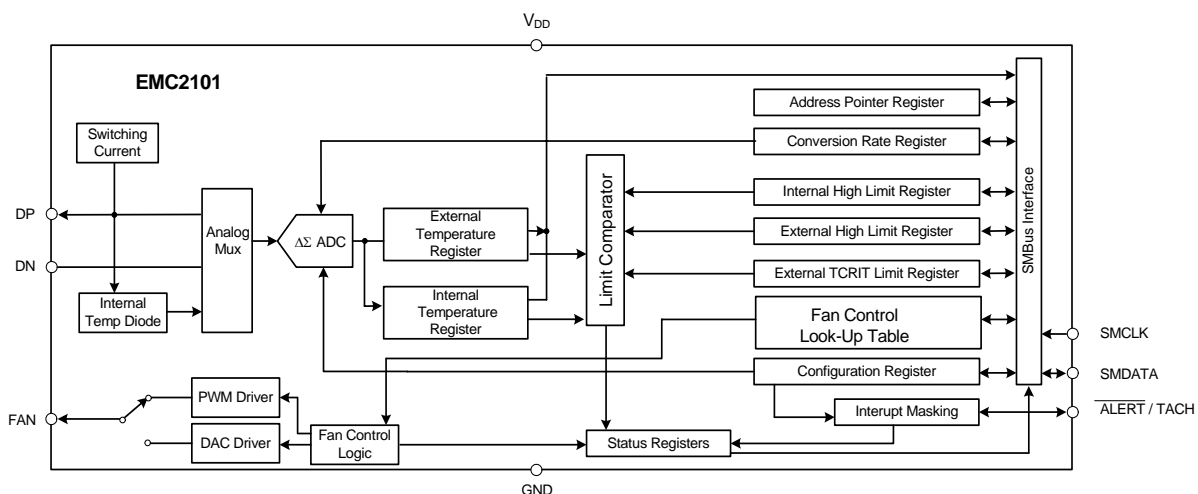 V_DD
EMC2101
Switching
Current
Address Pointer Register
Conversion Rate Register
DP
DN
Analog
Mux
ΔΣ ADC
External
Temperature
Register
Internal
Temperature
Register
Limit Comparator
Internal High Limit Register
External High Limit Register
External TCRIT Limit Register
SMBus Interface
Internal
Temp Diode
Fan Control
Look-Up Table
SMCLK
Configuration Register
SMDATA
FAN
PWM Driver
DAC Driver
Fan Control
Logic
Interupt Masking
ALERT / TACH
Status Registers
GND